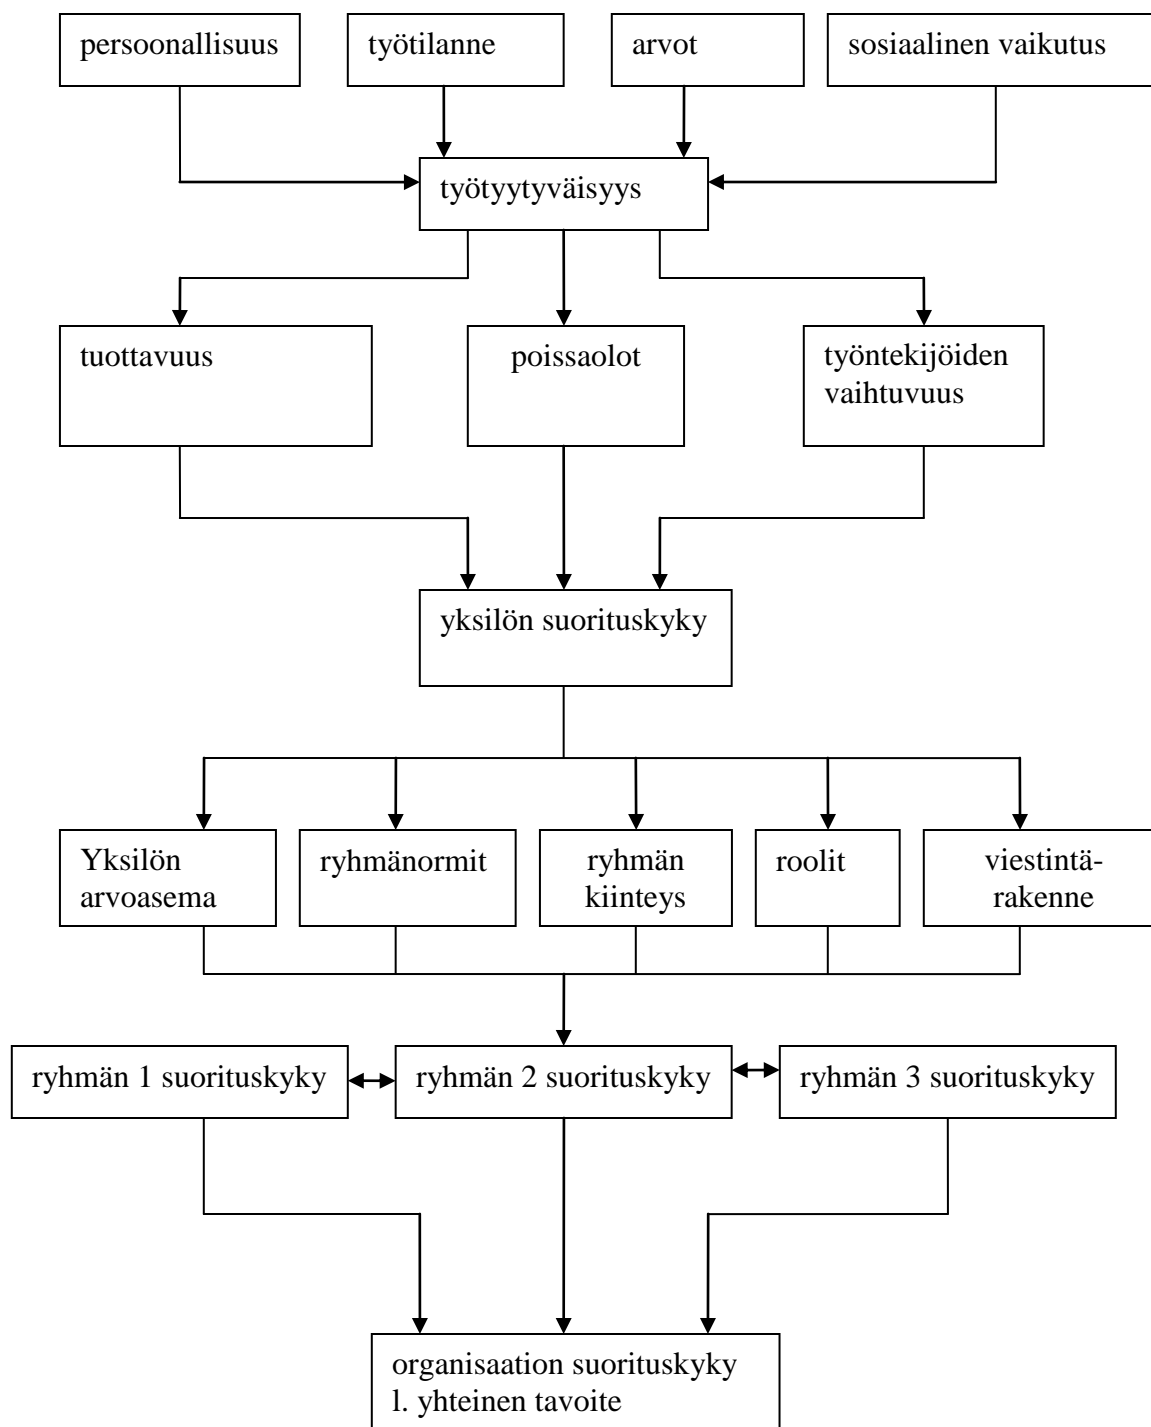 persoonallisuus
työtilanne
arvot
sosiaalinen vaikutus
työtyytyväisyys
tuottavuus
poissaolot
työntekijöiden
vaihtuvuus
yksilön suorituskyky
Yksilön
arvoasema
ryhmänormit
ryhmän
kiinteys
roolit
viestintä-
rakenne
ryhmän 1 suorituskyky
ryhmän 2 suorituskyky
ryhmän 3 suorituskyky
organisaation suorituskyky
l. yhteinen tavoite